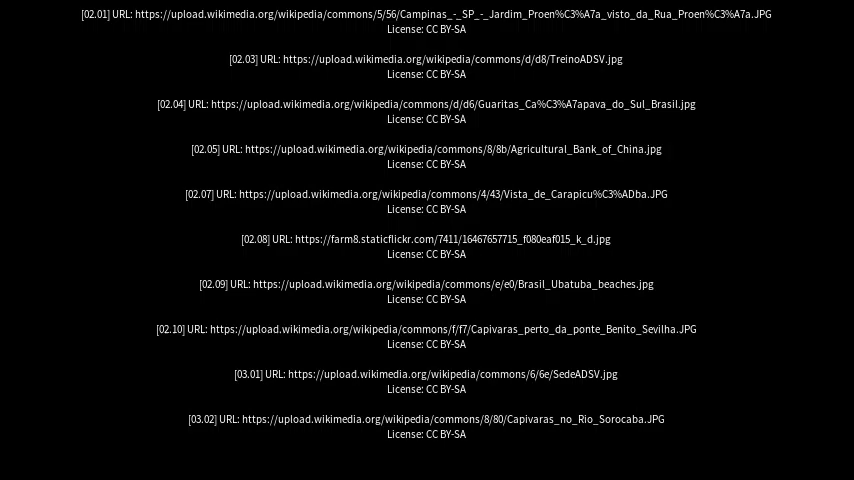 [02.01] URL: https://upload.wikimedia.org/wikipedia/commons/5/56/Campinas_-_SP_-_Jardim_Proen%C3%A7a_visto_da_Rua_Proen%C3%A7a.JPG
License: CC BY-SA
[02.03] URL: https://upload.wikimedia.org/wikipedia/commons/d/d8/TreinoADSV.jpg
License: CC BY-SA
[02.04] URL: https://upload.wikimedia.org/wikipedia/commons/d/d6/Guaritas_Ca%C3%A7apava_do_Sul_Brasil.jpg
License: CC BY-SA
[02.05] URL: https://upload.wikimedia.org/wikipedia/commons/8/8b/Agricultural_Bank_of_China.jpg
License: CC BY-SA
[02.07] URL: https://upload.wikimedia.org/wikipedia/commons/4/43/Vista_de_Carapicu%C3%ADba.JPG
License: CC BY-SA
[02.08] URL: https://farm8.staticflickr.com/7411/16467657715_f080eaf015_k_d.jpg
License: CC BY-SA
[02.09] URL: https://upload.wikimedia.org/wikipedia/commons/e/e0/Brasil_Ubatuba_beaches.jpg
License: CC BY-SA
[02.10] URL: https://upload.wikimedia.org/wikipedia/commons/f/f7/Capivaras_perto_da_ponte_Benito_Sevilha.JPG
License: CC BY-SA
[03.01] URL: https://upload.wikimedia.org/wikipedia/commons/6/6e/SedeADSV.jpg
License: CC BY-SA
[03.02] URL: https://upload.wikimedia.org/wikipedia/commons/8/80/Capivaras_no_Rio_Sorocaba.JPG
License: CC BY-SA